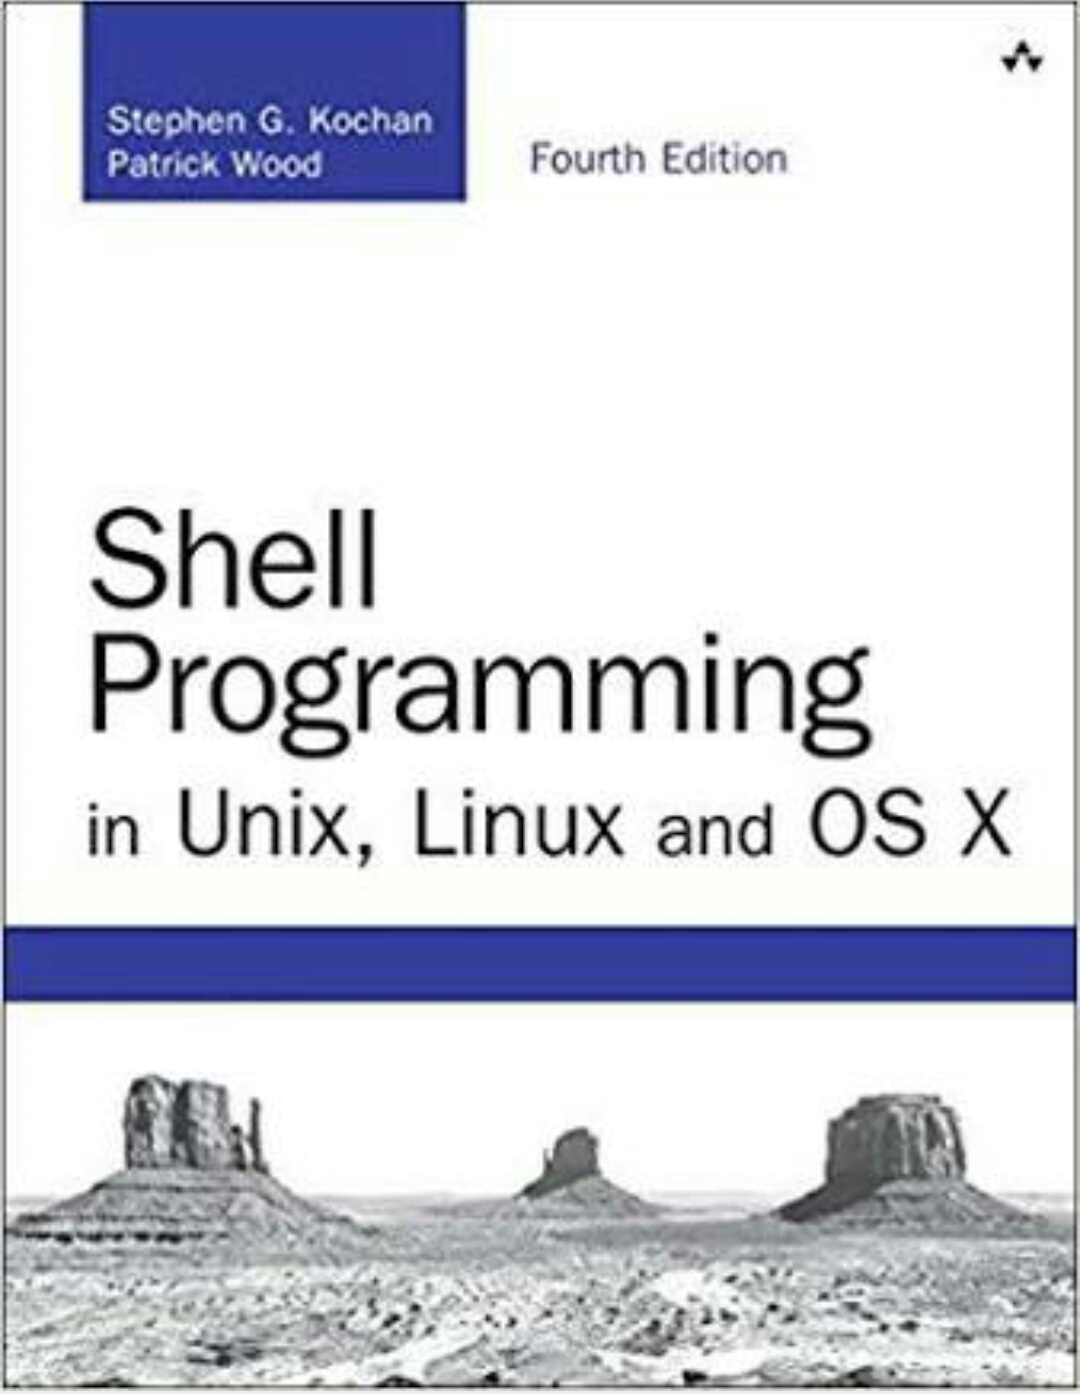 Stephen G. Kochan
Patrick Wood
Fourth Edition
Shell
Programming
in Unix, Linux and OS X